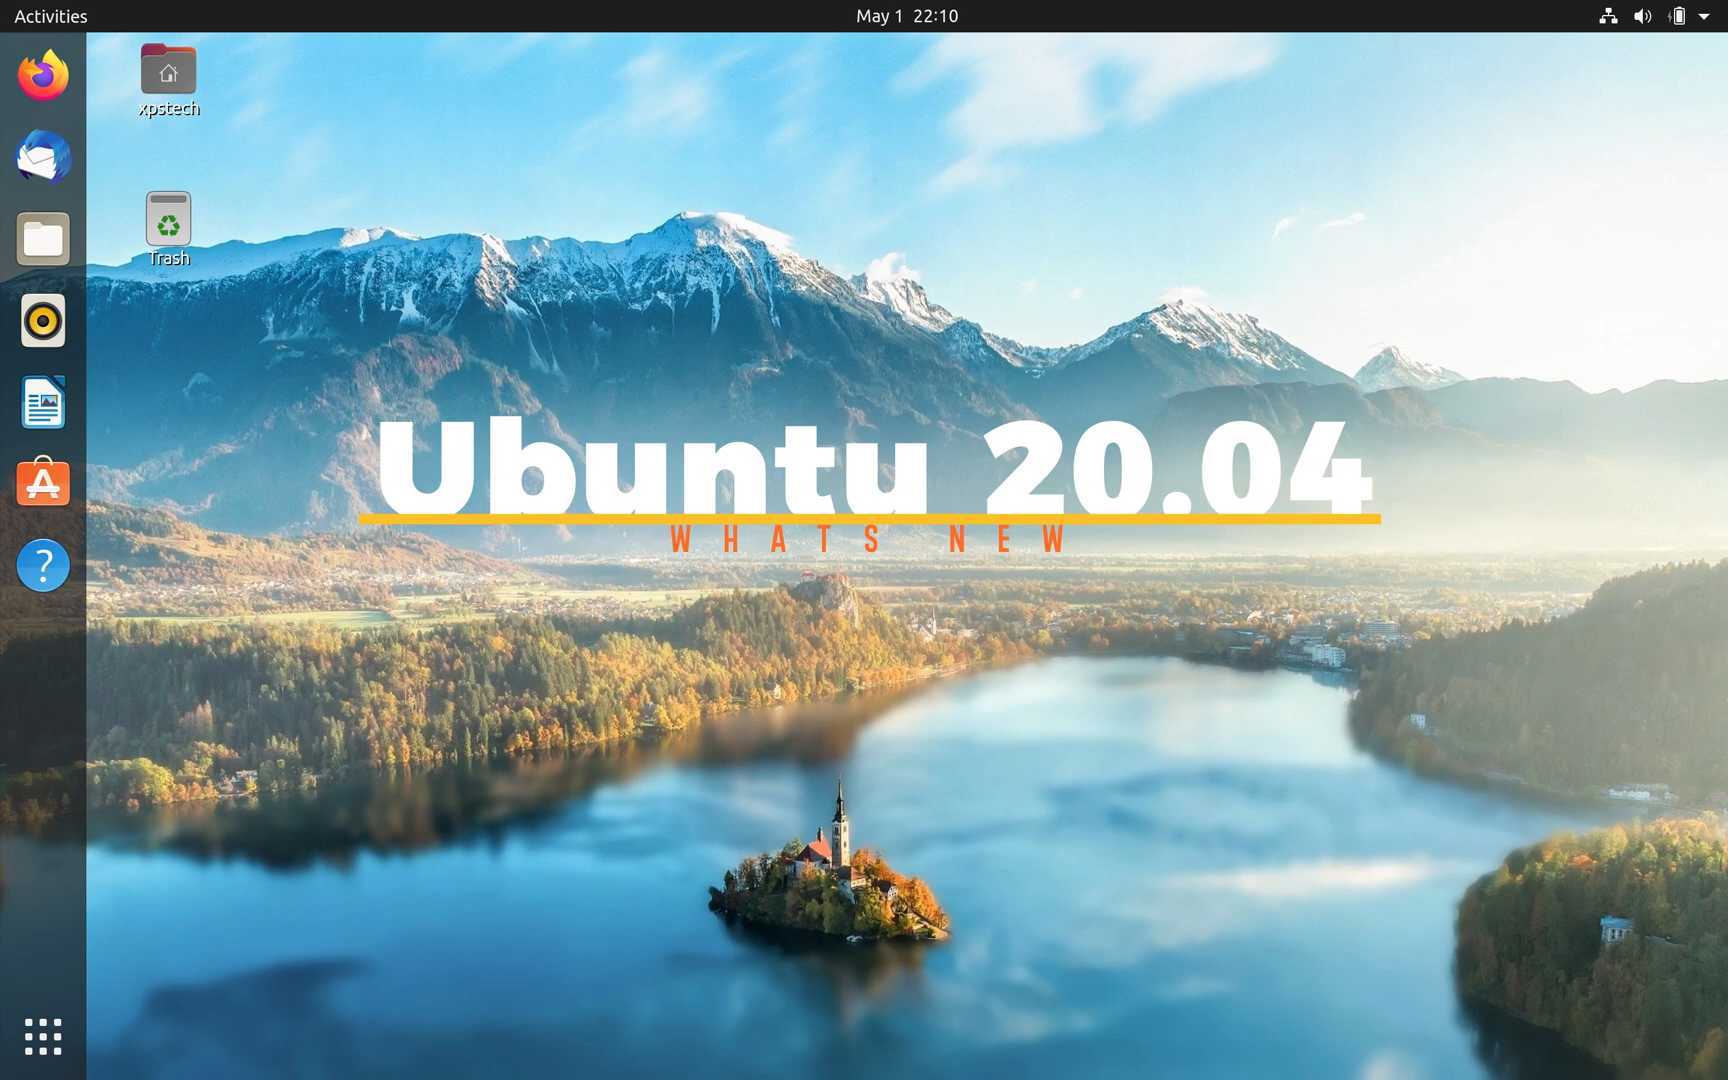 Activities
May 1 22:10
xpstech
Trash
Ubuntu 20.04
WHATS NEW
?